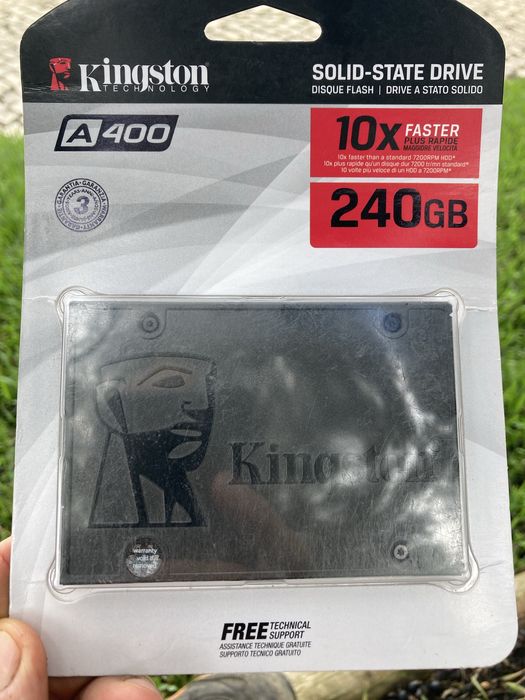 Kingston
TECHNOLOGY
SOLID-STATE DRIVE
DISQUE FLASH | DRIVE A STATO SOLIDO
A400
10x FASTER
PLUS RAPIDE
MAGGIORE VELOCITÀ
10x faster than a standard 7200RPM HDD*
10x plus rapide qu'un disque dur 7200 tr/mn standard*
10 volte più veloce di un HDD a 7200RPM*
3
240GB
Kingston
warranty
void if
removed
FREE TECHNICAL
SUPPORT
ASSISTANCE TECHNIQUE GRATUITE
SUPPORTO TECNICO GRATUITO